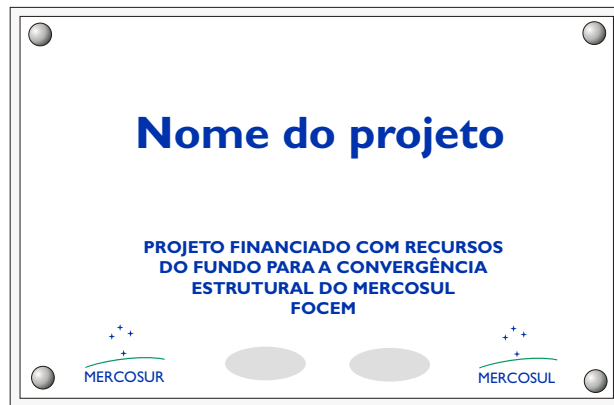 Nome do projeto
PROJETO FINANCIADO COM RECURSOS
DO FUNDO PARA A CONVERGÊNCIA
ESTRUTURAL DO MERCOSUL
FOCEM
MERCOSUR
MERCOSUL